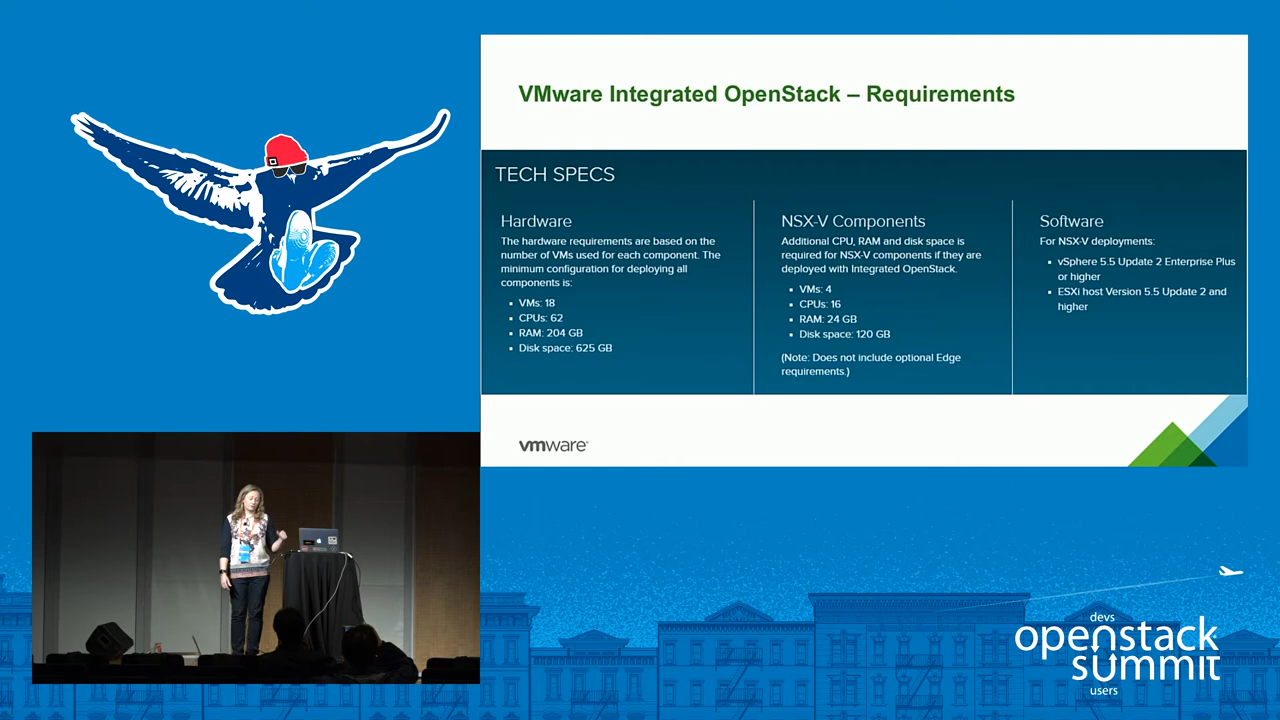 VMware Integrated OpenStack – Requirements
TECH SPECS
Hardware
The hardware requirements are based on the
number of VMs used for each component. The
minimum configuration for deploying all
components is:
▪ VMs: 18
▪ CPUs: 62
▪ RAM: 204 GB
▪ Disk space: 625 GB
NSX-V Components
Additional CPU, RAM and disk space is
required for NSX-V components if they are
deployed with Integrated OpenStack.
▪ VMs: 4
▪ CPUs: 16
▪ RAM: 24 GB
▪ Disk space: 120 GB
(Note: Does not include optional Edge
requirements.)
Software
For NSX-V deployments:
▪ vSphere 5.5 Update 2 Enterprise Plus
or higher
▪ ESXi host Version 5.5 Update 2 and
higher
vmware
devs
openstack
summit
users